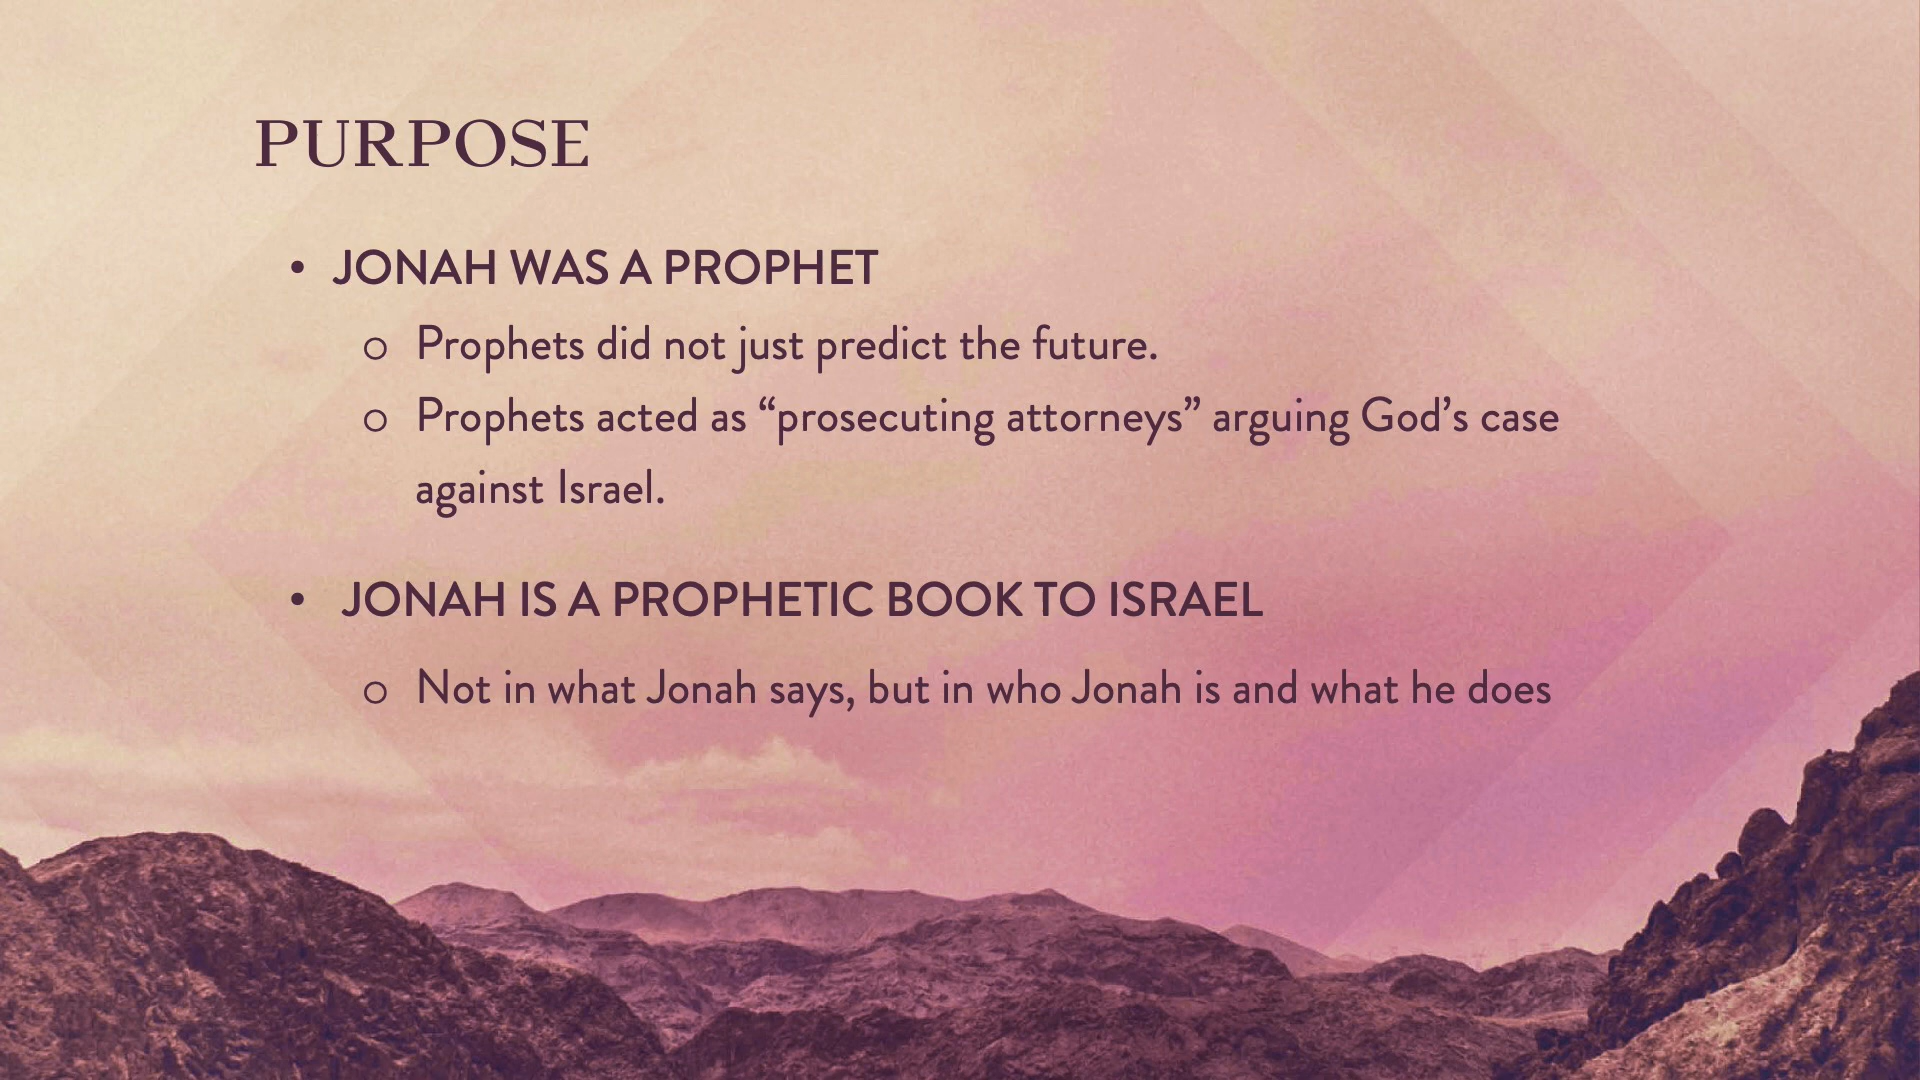 PURPOSE
• JONAH WAS A PROPHET
o Prophets did not just predict the future.
o Prophets acted as “prosecuting attorneys” arguing God’s case
against Israel.
• JONAH IS A PROPHETIC BOOK TO ISRAEL
o Not in what Jonah says, but in who Jonah is and what he does